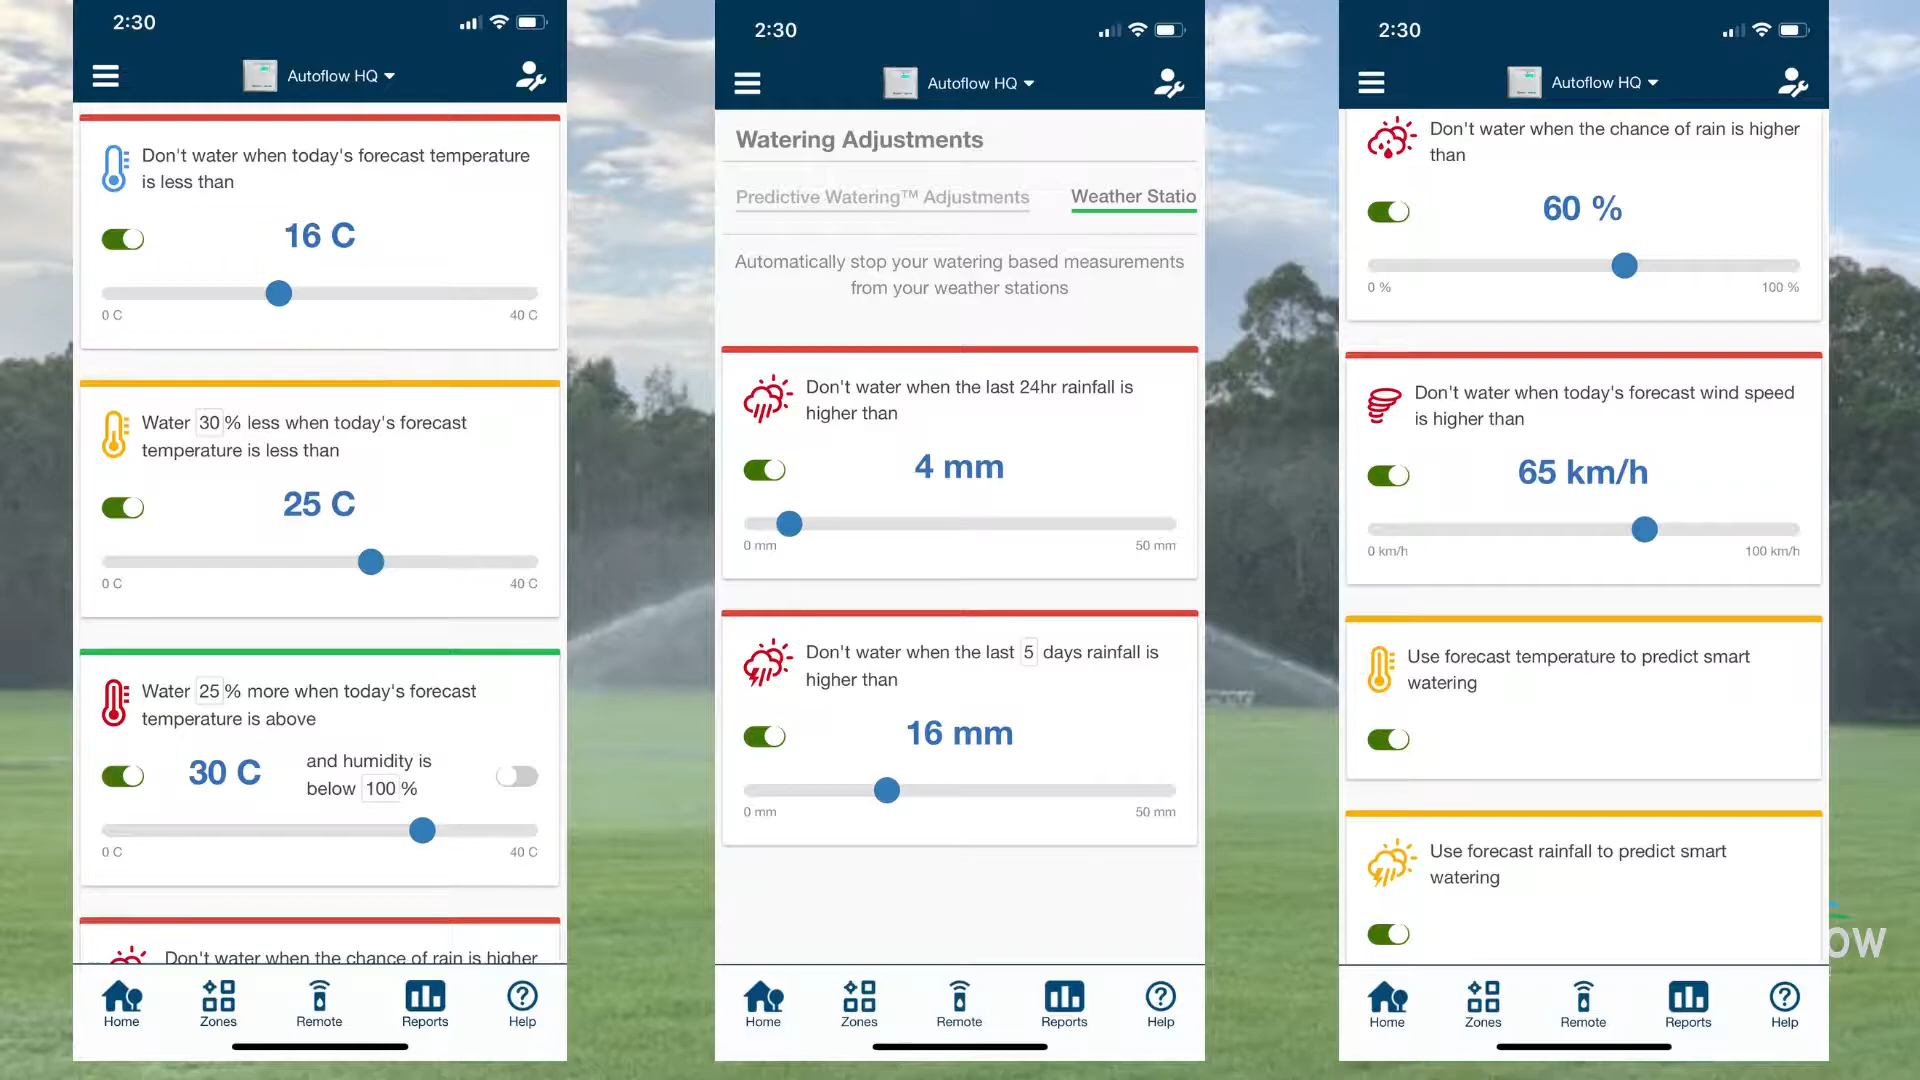 2:30
Autoflow HQ
Don't water when today's forecast temperature
is less than
16 C
0 C
40 C
Water 30 % less when today's forecast
temperature is less than
25 C
0 C
40 C
Water 25 % more when today's forecast
temperature is above
30 C
and humidity is
below 100 %
0 C
40 C
Don't water when the chance of rain is higher
Home
Zones
Remote
Reports
Help
2:30
Autoflow HQ
Watering Adjustments
Predictive Watering™ Adjustments
Weather Statio
Automatically stop your watering based measurements
from your weather stations
Don't water when the last 24hr rainfall is
higher than
4 mm
0 mm
50 mm
Don't water when the last 5 days rainfall is
higher than
16 mm
0 mm
50 mm
Home
Zones
Remote
Reports
Help
2:30
Autoflow HQ
Don't water when the chance of rain is higher
than
60 %
0 %
100 %
Don't water when today's forecast wind speed
is higher than
65 km/h
0 km/h
100 km/h
Use forecast temperature to predict smart
watering
Use forecast rainfall to predict smart
watering
Home
Zones
Remote
Reports
Help
OW